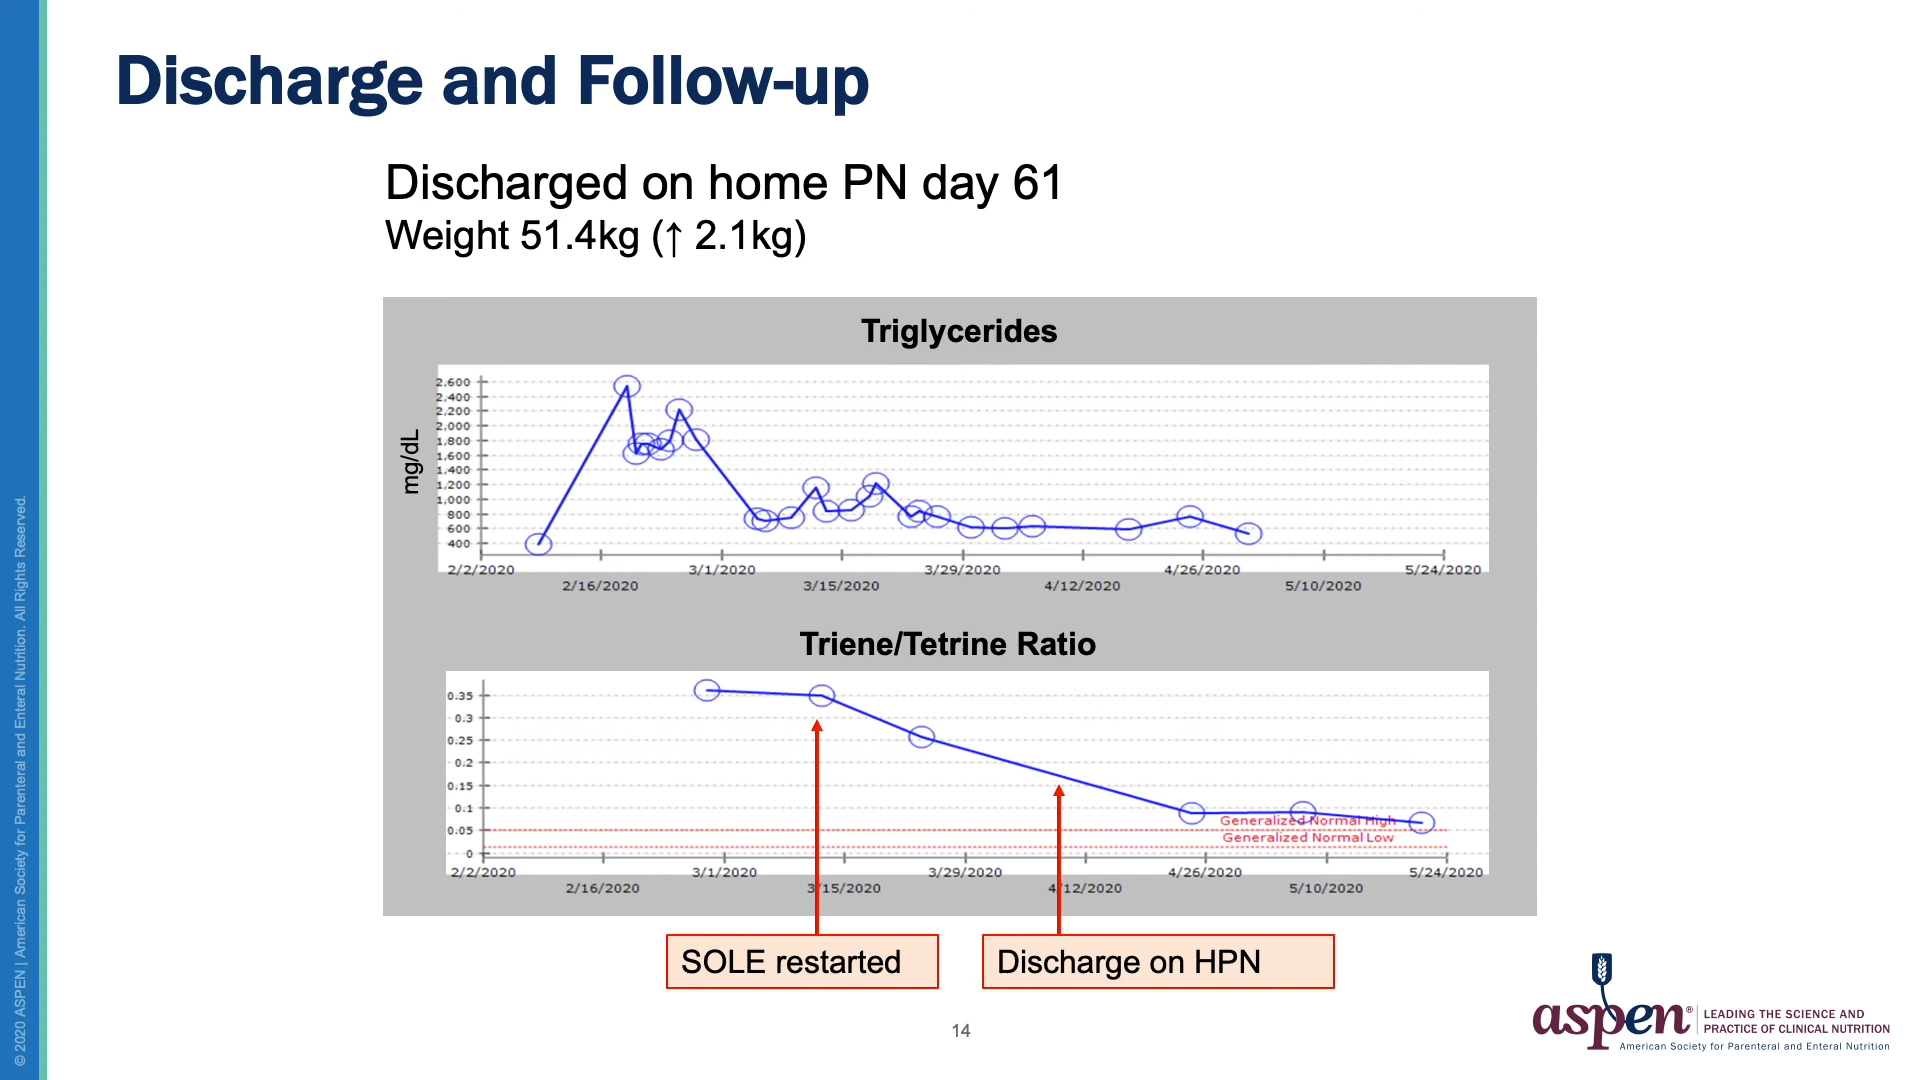 Discharge and Follow-up
Discharged on home PN day 61
Weight 51.4kg (↑ 2.1kg)
Triglycerides
mg/dL
2,600
2,400
2,200
2,000
1,800
1,600
1,400
1,200
1,000
800
600
400
2/2/2020 3/1/2020 3/29/2020 4/26/2020 5/24/2020
2/16/2020 3/15/2020 4/12/2020 5/10/2020
Triene/Tetrine Ratio
0.35
0.3
0.25
0.2
0.15
0.1
0.05
0
Generalized Normal High
Generalized Normal Low
2/2/2020 3/1/2020 3/29/2020 4/26/2020 5/24/2020
2/16/2020 3/15/2020 4/12/2020 5/10/2020
SOLE restarted
Discharge on HPN
14
aspen®
LEADING THE SCIENCE AND
PRACTICE OF CLINICAL NUTRITION
American Society for Parenteral and Enteral Nutrition
© 2020 ASPEN | American Society for Parenteral and Enteral Nutrition. All Rights Reserved.